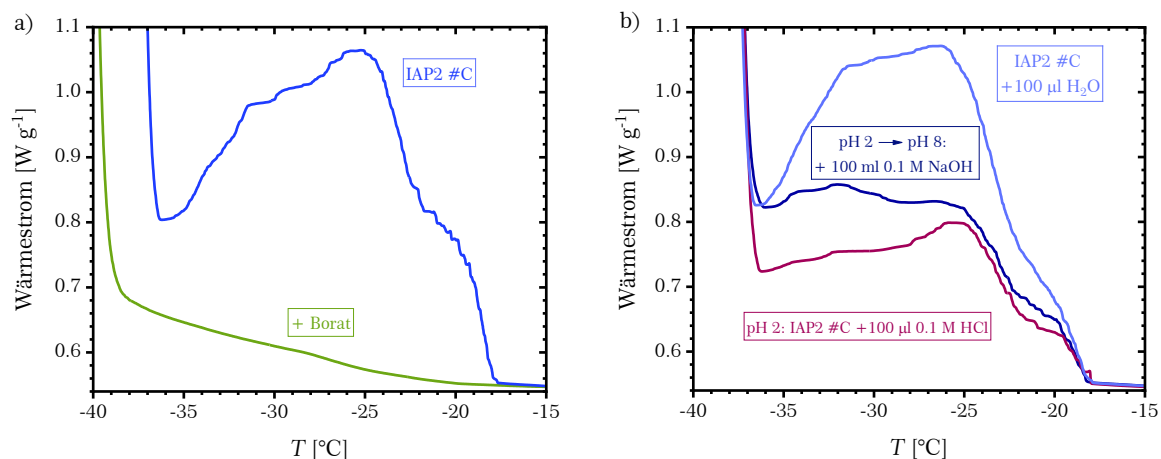 a)
1.1
1.0
0.9
0.8
0.7
0.6
Wärmestrom [W g⁻¹]
IAP2 #C
+ Borat
-40
-35
-30
-25
-20
-15
T [°C]
b)
1.1
1.0
0.9
0.8
0.7
0.6
Wärmestrom [W g⁻¹]
IAP2 #C
+100 µl H₂O
pH 2 → pH 8:
+ 100 ml 0.1 M NaOH
pH 2: IAP2 #C +100 µl 0.1 M HCl
-40
-35
-30
-25
-20
-15
T [°C]